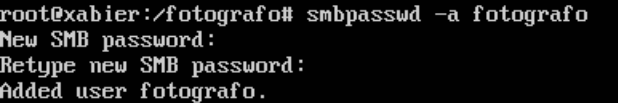 root@xabier:/fotografo# smbpasswd -a fotografo
New SMB password:
Retype new SMB password:
Added user fotografo.